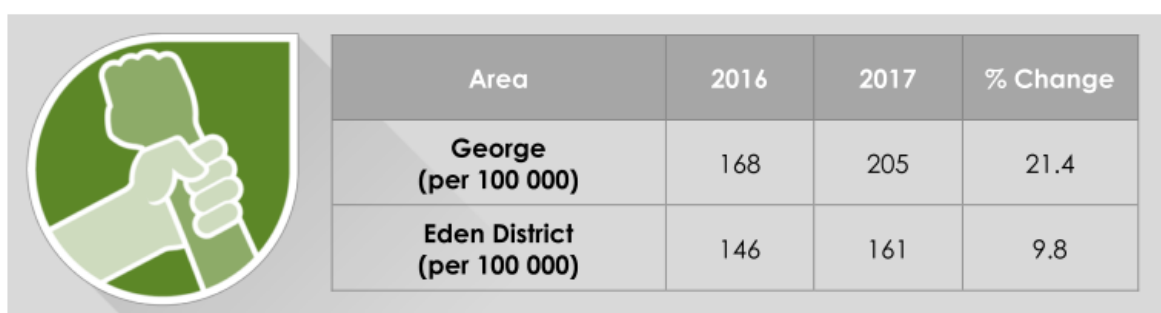 Area 2016 2017 % Change
George
(per 100 000) 168 205 21.4
Eden District
(per 100 000) 146 161 9.8